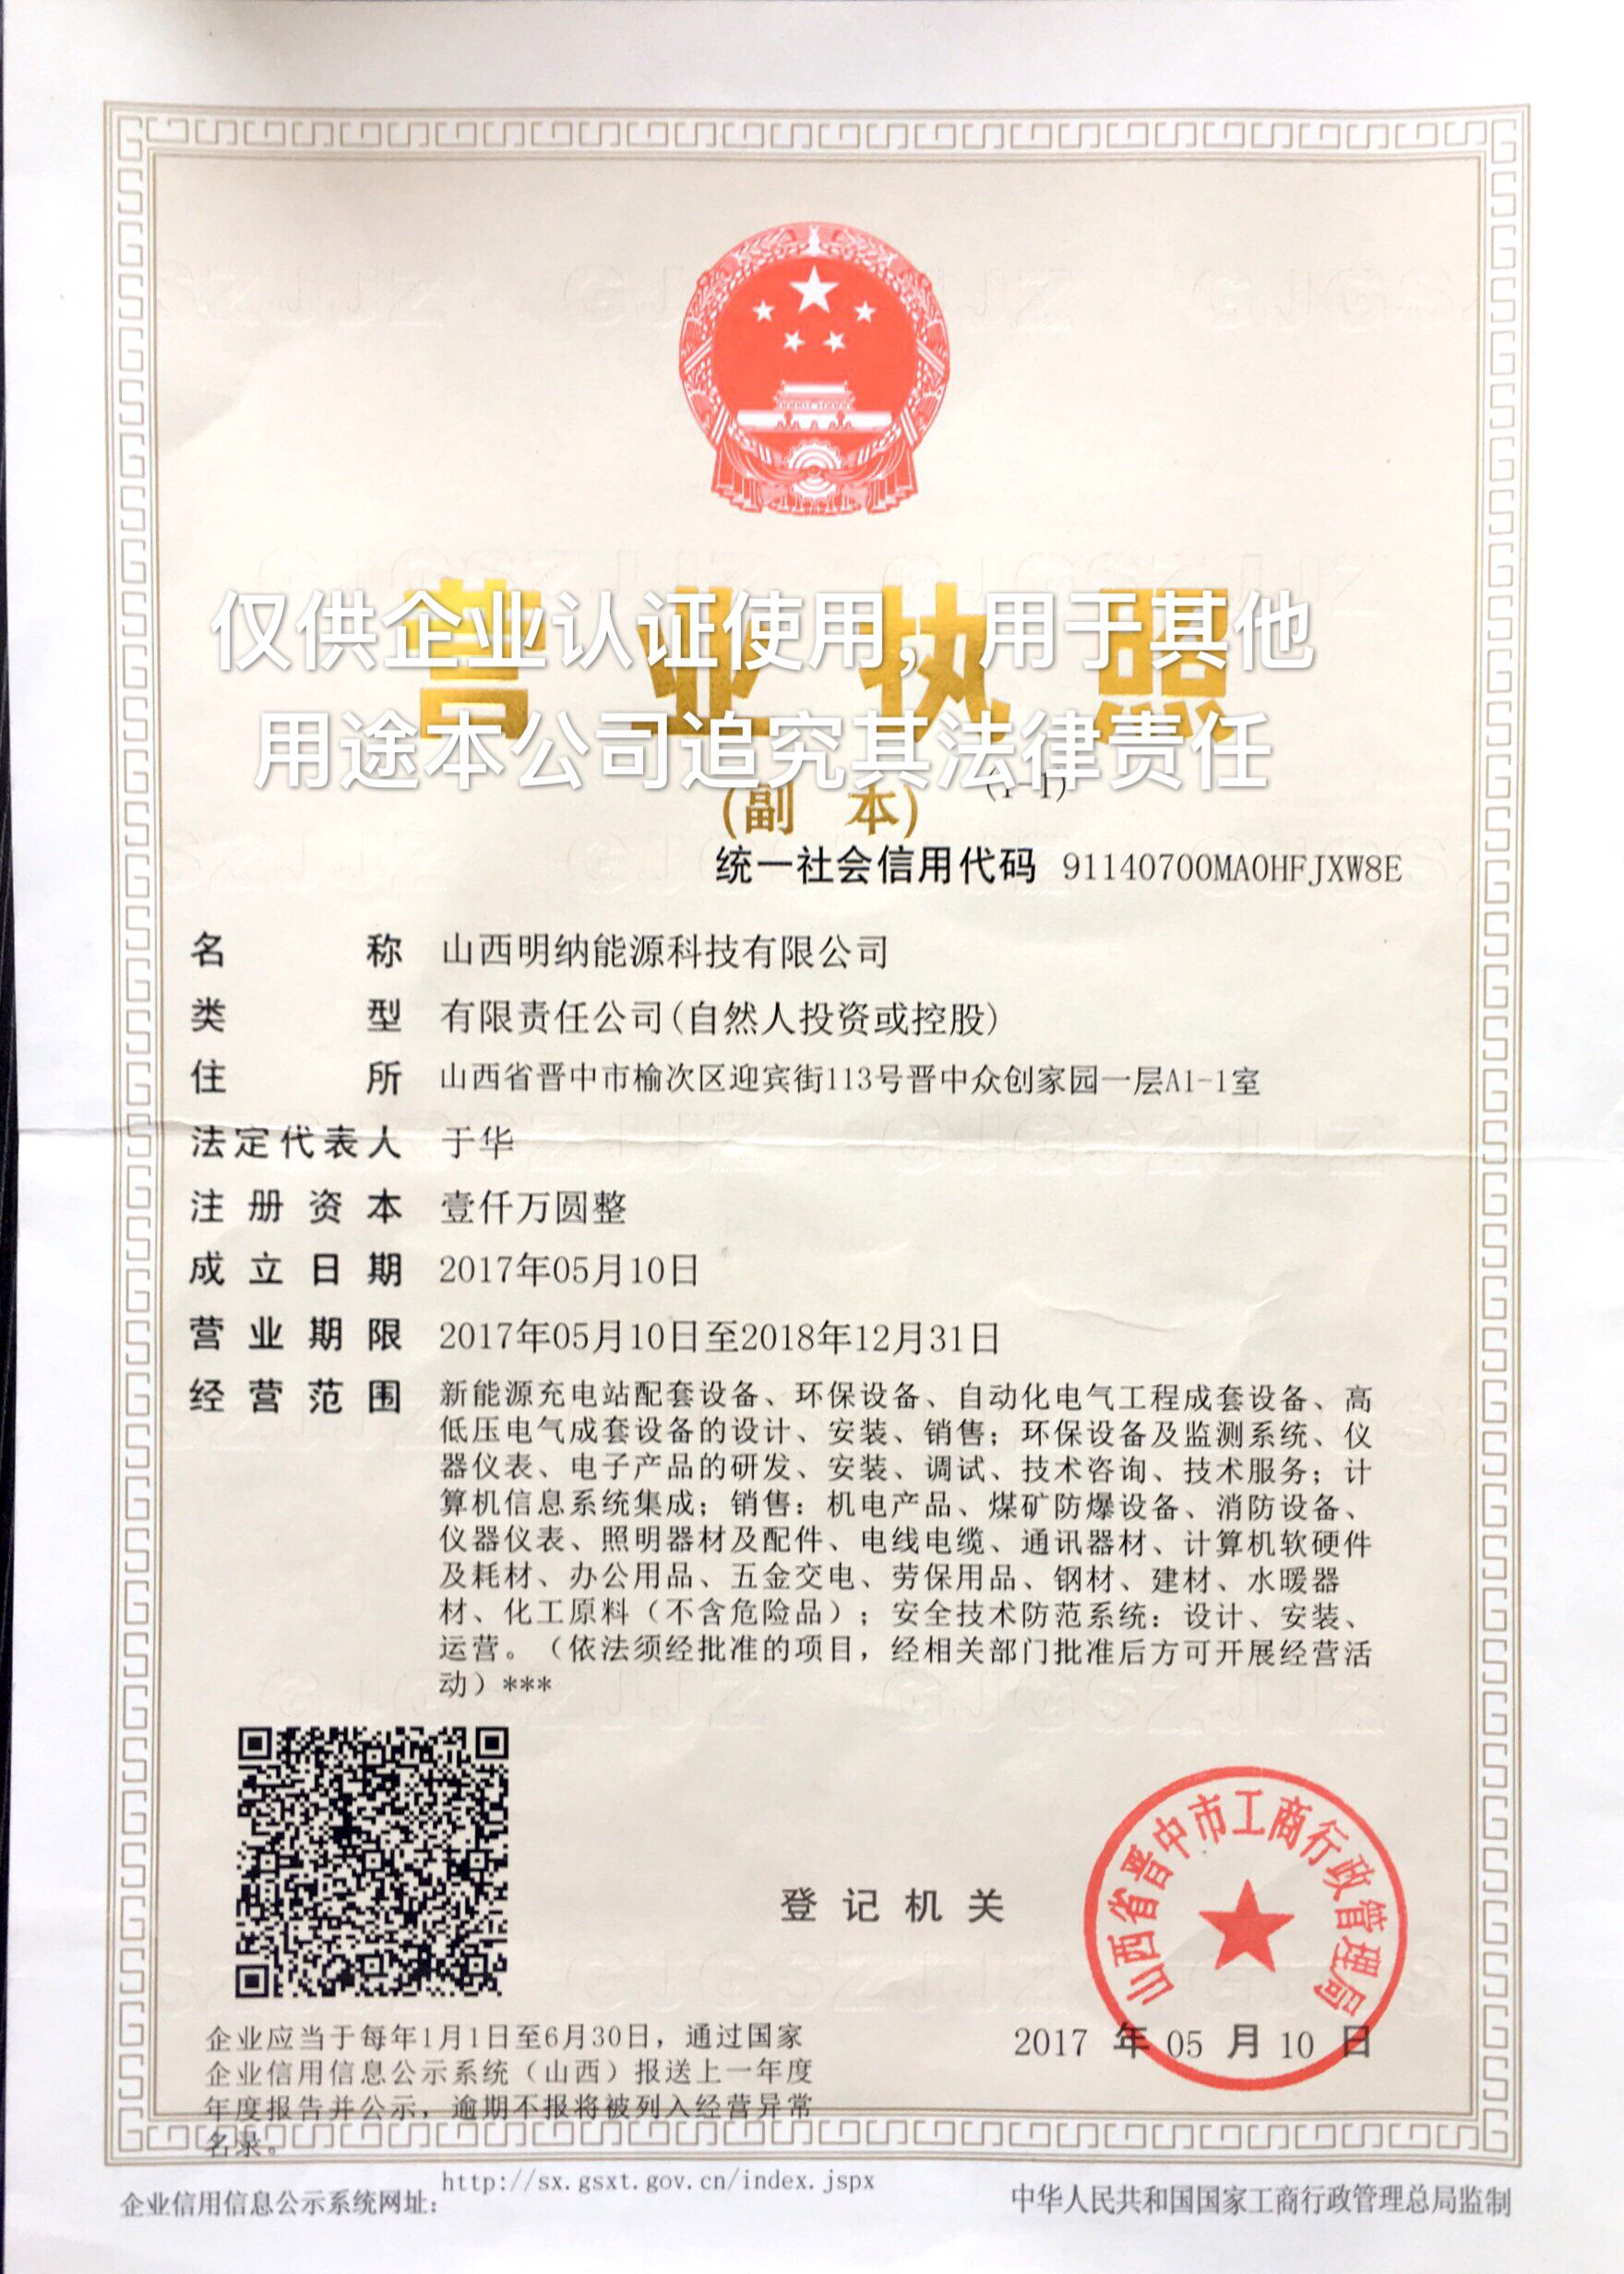 营业执照
仅供企业认证使用，用于其他
用途本公司追究其法律责任
(副 本)
统一社会信用代码 91140700MA0HFJXW8E
名称 山西明纳能源科技有限公司
类型 有限责任公司(自然人投资或控股)
住所 山西省晋中市榆次区迎宾街113号晋中众创家园一层A1-1室
法定代表人 于华
注册资本 壹仟万圆整
成立日期 2017年05月10日
营业期限 2017年05月10日至2018年12月31日
经营范围 新能源充电站配套设备、环保设备、自动化电气工程成套设备、高
低压电气成套设备的设计、安装、销售；环保设备及监测系统、仪
器仪表、电子产品的研发、安装、调试、技术咨询、技术服务；计
算机信息系统集成；销售：机电产品、煤矿防爆设备、消防设备、
仪器仪表、照明器材及配件、电线电缆、通讯器材、计算机软硬件
及耗材、办公用品、五金交电、劳保用品、钢材、建材、水暖器
材、化工原料（不含危险品）；安全技术防范系统：设计、安装、
运营。（依法须经批准的项目，经相关部门批准后方可开展经营活
动）***
登记机关
山西省晋中市工商行政管理局
2017 年 05 月 10 日
企业应当于每年1月1日至6月30日，通过国家
企业信用信息公示系统（山西）报送上一年度
年度报告并公示，逾期不报将被列入经营异常
名录。
企业信用信息公示系统网址：http://sx.gsxt.gov.cn/index.jspx
中华人民共和国国家工商行政管理总局监制